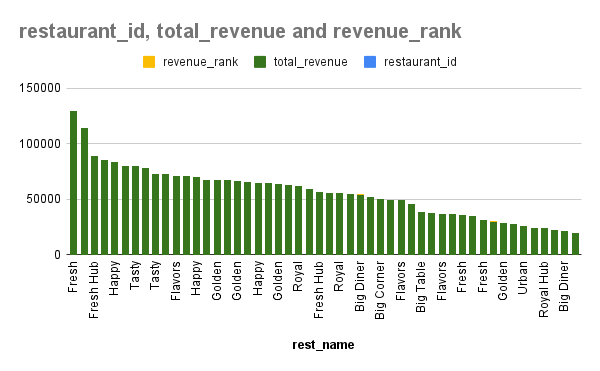 restaurant_id, total_revenue and revenue_rank
revenue_rank total_revenue restaurant_id
150000
100000
50000
0
Fresh
Fresh Hub
Happy
Tasty
Tasty
Flavors
Happy
Golden
Golden
Happy
Golden
Royal
Fresh Hub
Royal
Big Diner
Big Corner
Flavors
Big Table
Flavors
Fresh
Fresh
Golden
Urban
Royal Hub
Big Diner
rest_name